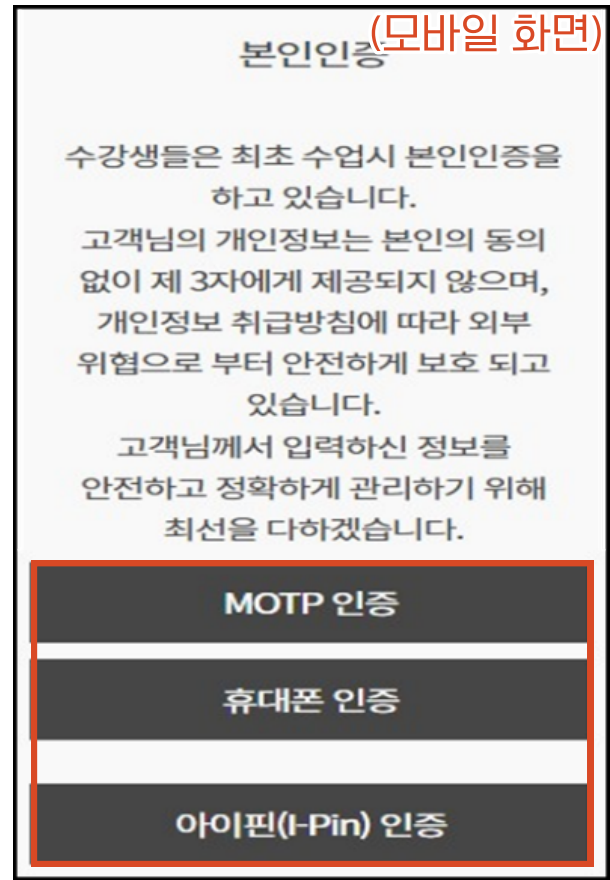 (모바일 화면)
본인인증
수강생들은 최초 수업시 본인인증을
하고 있습니다.
고객님의 개인정보는 본인의 동의
없이 제 3자에게 제공되지 않으며,
개인정보 취급방침에 따라 외부
위협으로 부터 안전하게 보호 되고
있습니다.
고객님께서 입력하신 정보를
안전하고 정확하게 관리하기 위해
최선을 다하겠습니다.
MOTP 인증
휴대폰 인증
아이핀(I-Pin) 인증